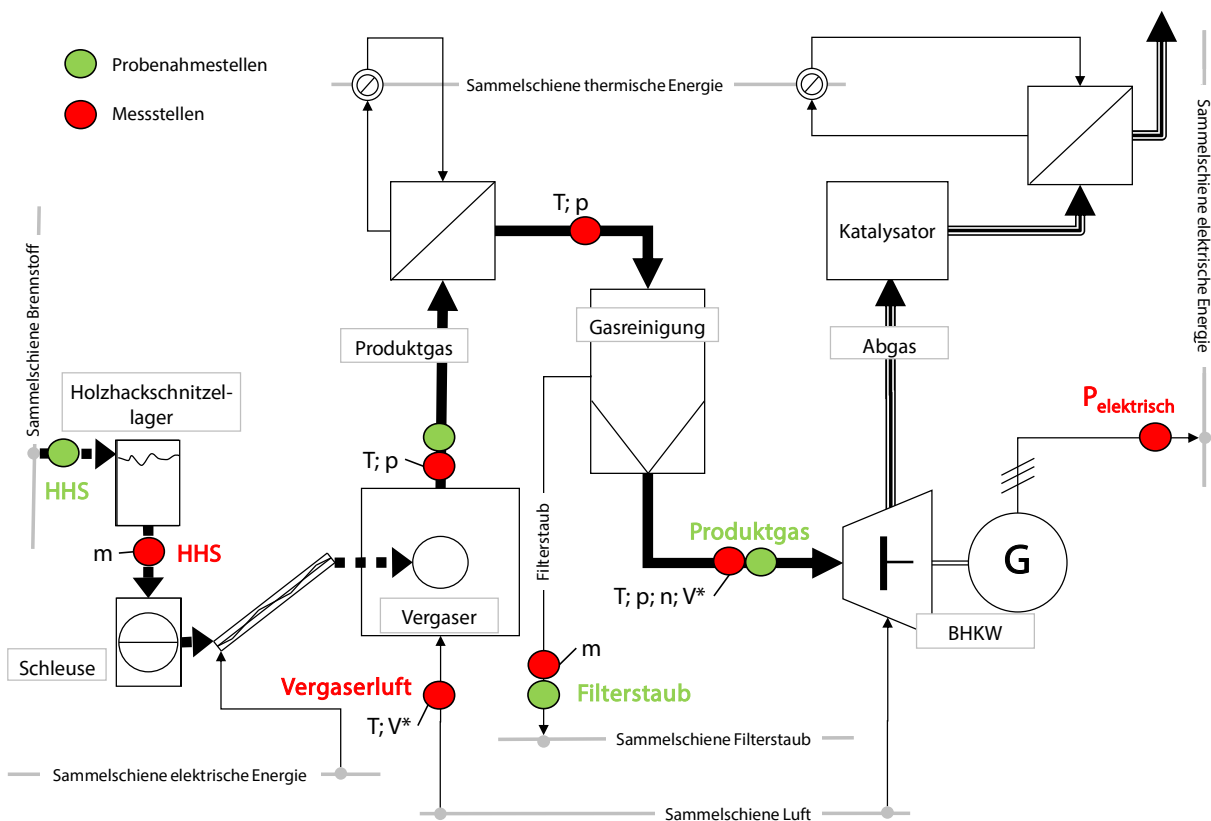 Probenahmestellen
Messstellen
Sammelschiene thermische Energie
Sammelschiene elektrische Energie
Sammelschiene Brennstoff
T; p
Katalysator
Gasreinigung
Produktgas
Abgas
Holzhackschnitzel-
lager
HHS
T; p
P elektrisch
m
HHS
Filterstaub
Produktgas
T; p; n; V*
G
Vergaser
BHKW
Schleuse
m
Vergaserluft
Filterstaub
T; V*
Sammelschiene Filterstaub
Sammelschiene elektrische Energie
Sammelschiene Luft